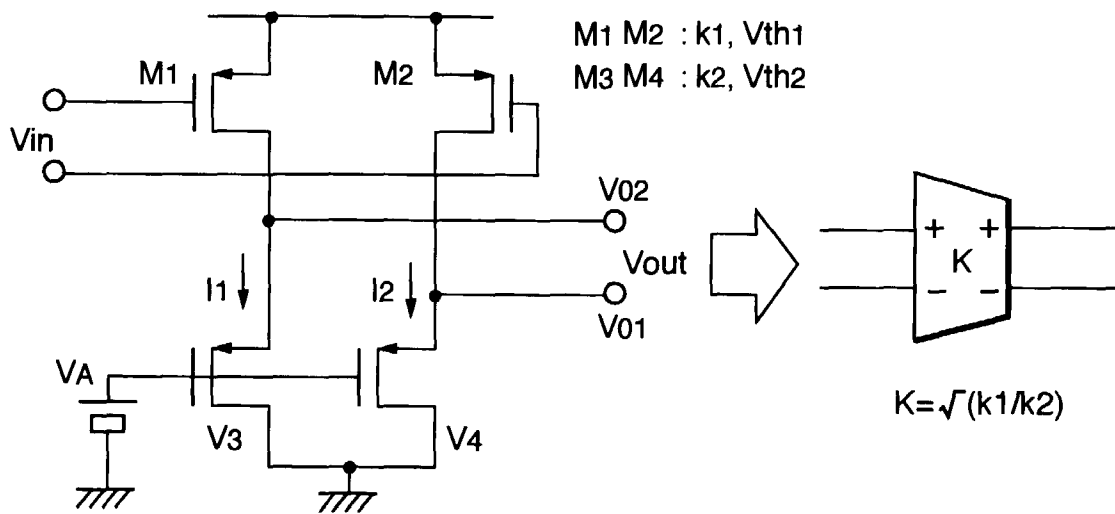 M1 M2 : k1, Vth1
M3 M4 : k2, Vth2
M1
M2
Vin
V02
Vout
V01
I1
I2
VA
V3
V4
+ +
K
- -
K=√(k1/k2)